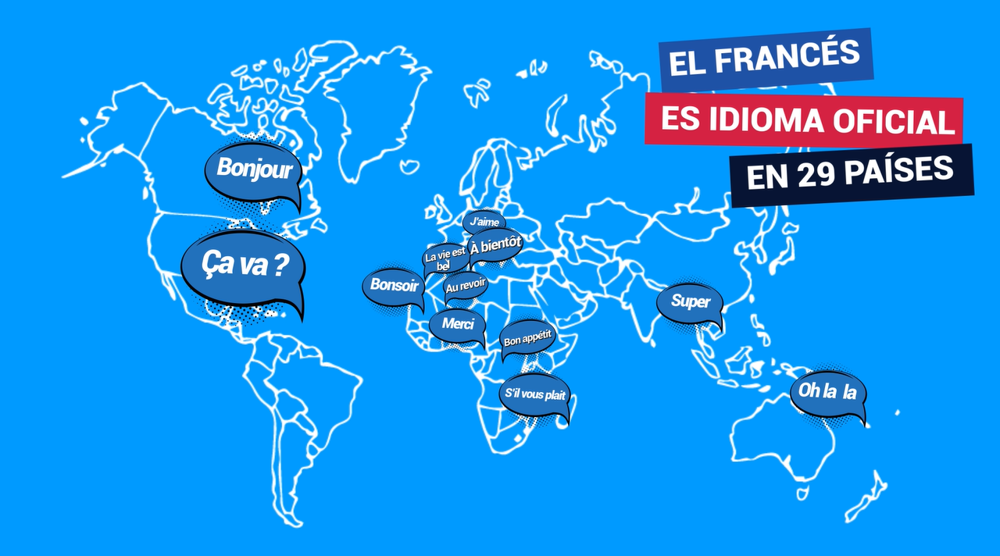 EL FRANCÉS
ES IDIOMA OFICIAL
EN 29 PAÍSES
Bonjour
Ça va ?
J'aime
À bientôt
La vie est
bel
Au revoir
Bonsoir
Merci
Bon appétit
S'il vous plait
Super
Oh la la